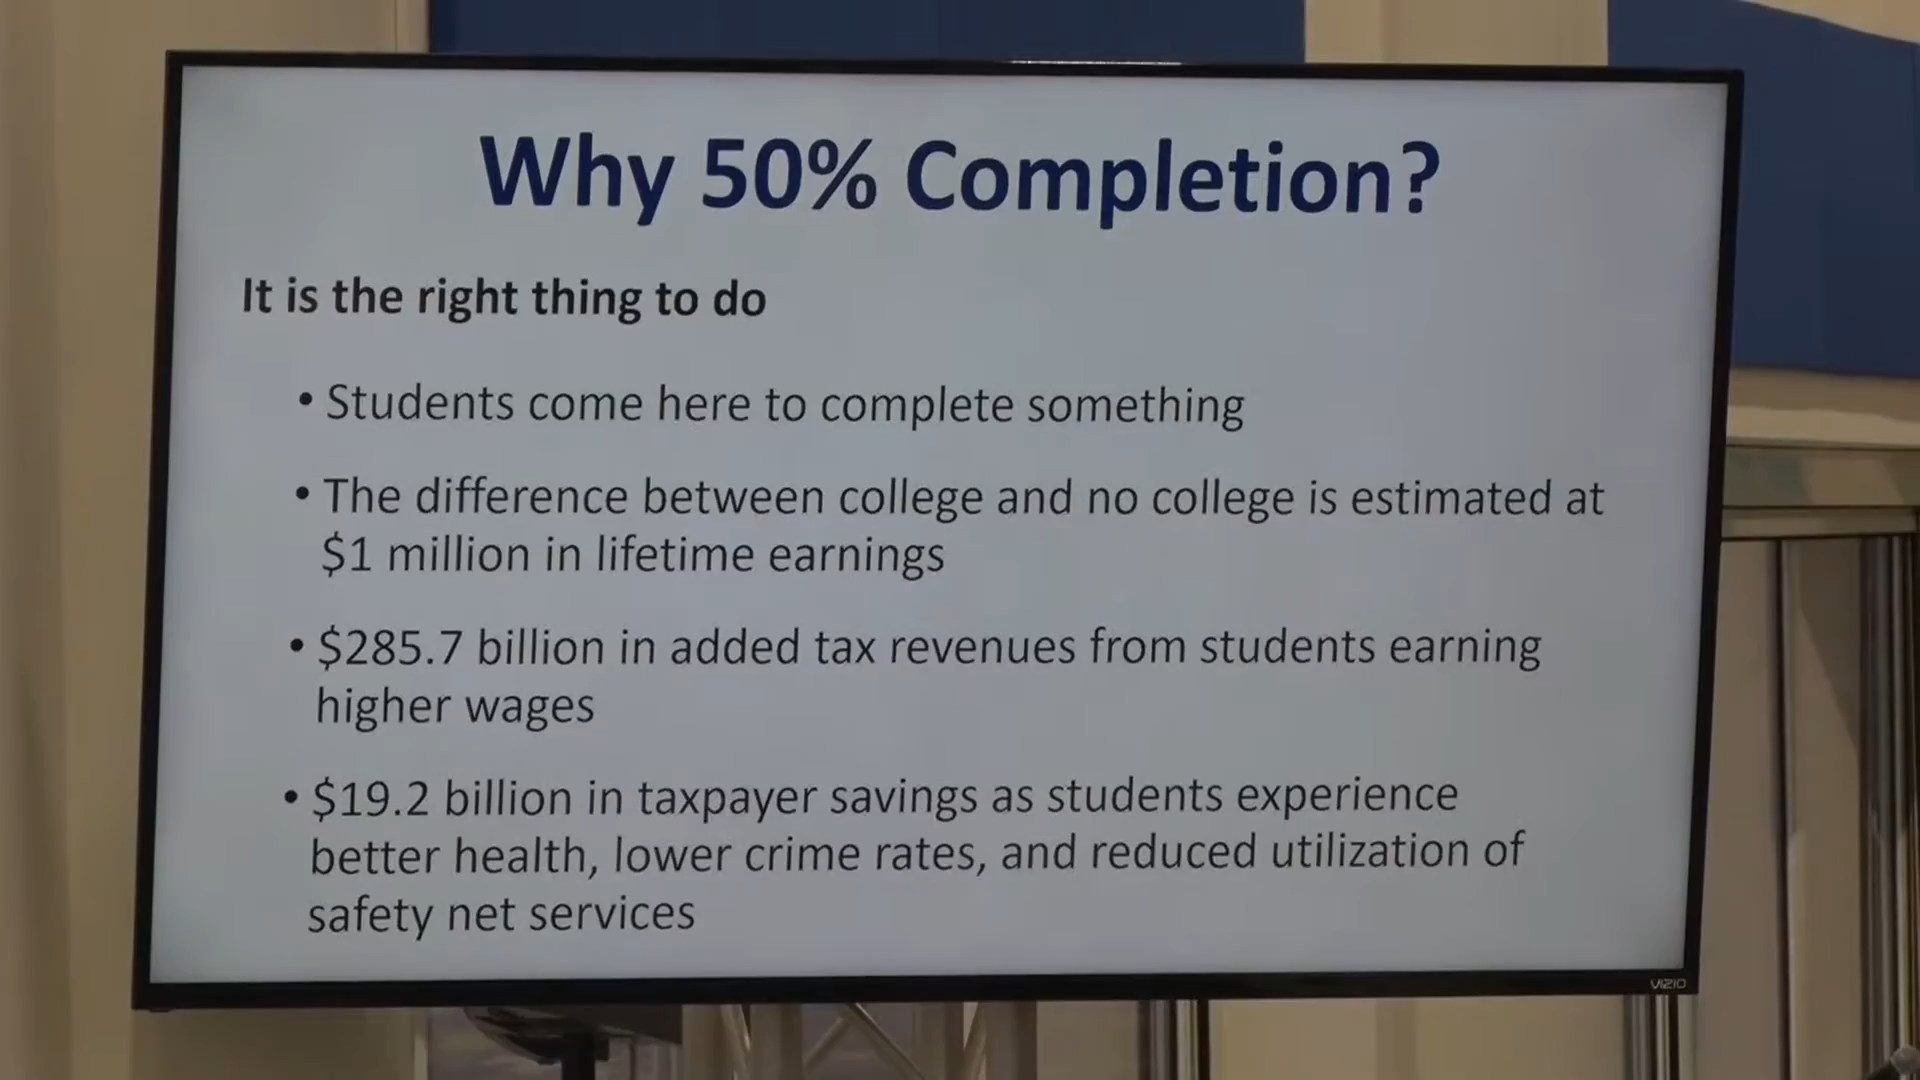 Why 50% Completion?
It is the right thing to do
• Students come here to complete something
• The difference between college and no college is estimated at
$1 million in lifetime earnings
• $285.7 billion in added tax revenues from students earning
higher wages
• $19.2 billion in taxpayer savings as students experience
better health, lower crime rates, and reduced utilization of
safety net services
VIZIO